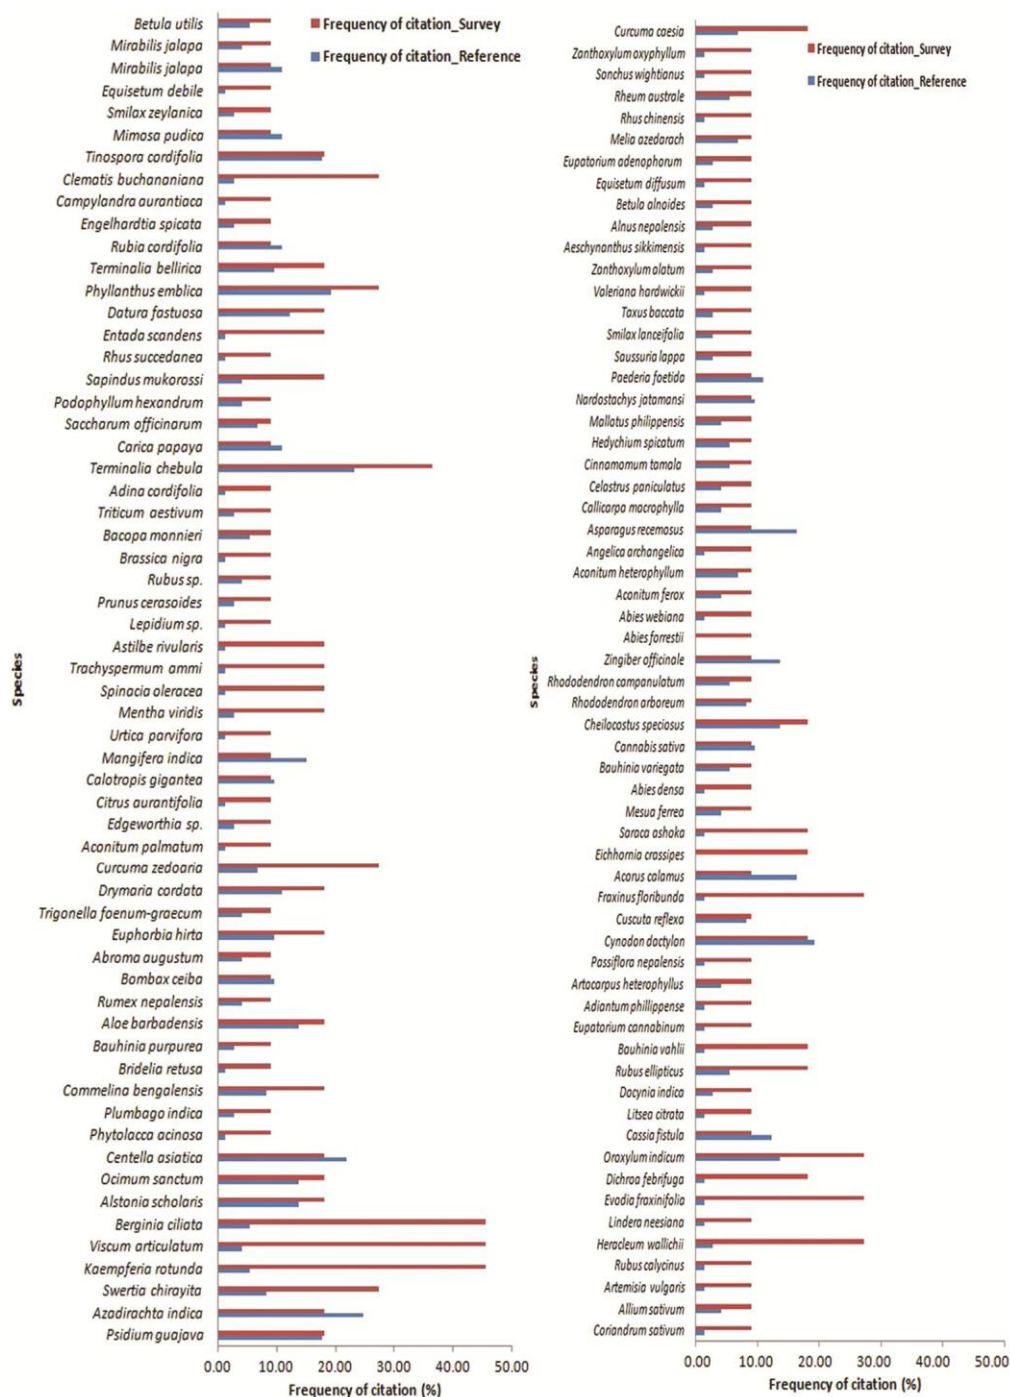 Betula utilis
Mirabilis jalapa
Mirabilis jalapa
Equisetum debile
Smilax zeylanica
Mimosa pudica
Tinospora cordifolia
Clematis buchananiana
Campylandra aurantiaca
Engelhardtia spicata
Rubia cordifolia
Terminalia bellirica
Phyllanthus emblica
Datura fastuosa
Entada scandens
Rhus succedanea
Sapindus mukorossi
Podophyllum hexandrum
Saccharum officinarum
Carica papaya
Terminalia chebula
Adina cordifolia
Triticum aestivum
Bacopa monnieri
Brassica nigra
Rubus sp.
Prunus cerasoides
Lepidium sp.
Astilbe rivularis
Trachyspermum ammi
Spinacia oleracea
Mentha viridis
Urtica parvifora
Mangifera indica
Calotropis gigantea
Citrus aurantifolia
Edgeworthia sp.
Aconitum palmatum
Curcuma zedoaria
Drymaria cordata
Trigonella foenum-graecum
Euphorbia hirta
Abroma augustum
Bombax ceiba
Rumex nepalensis
Aloe barbadensis
Bauhinia purpurea
Bridelia retusa
Commelina bengalensis
Plumbago indica
Phytolacca acinosa
Centella asiatica
Ocimum sanctum
Alstonia scholaris
Berginia ciliata
Viscum articulatum
Kaempferia rotunda
Swertia chirayita
Azadirachta indica
Psidium guajava
Species
Frequency of citation_Survey
Frequency of citation_Reference
0.00 10.00 20.00 30.00 40.00 50.00
Frequency of citation (%)
Curcuma caesia
Zanthoxylum oxyphyllum
Sonchus wightianus
Rheum australe
Rhus chinensis
Melia azedarach
Eupatorium adenophorum
Equisetum diffusum
Betula alnoides
Alnus nepalensis
Aeschynanthus sikkimensis
Zanthoxylum alatum
Valeriana hardwickii
Taxus baccata
Smilax lanceifolia
Saussuria lappa
Paederia foetida
Nardostachys jatamansi
Mallotus philippensis
Hedychium spicatum
Cinnamomum tamala
Celastrus paniculatus
Callicarpa macrophylla
Asparagus recemosus
Angelica archangelica
Aconitum heterophyllum
Aconitum ferox
Abies webiana
Abies forrestii
Zingiber officinale
Rhododendron campanulatum
Rhododendron arboreum
Cheilocostus speciosus
Cannabis sativa
Bauhinia variegata
Abies densa
Mesua ferrea
Saraca ashoka
Eichhornia crassipes
Acorus calamus
Fraxinus floribunda
Cuscuta reflexa
Cynodon dactylon
Passiflora nepalensis
Artocarpus heterophyllus
Adiantum phillippense
Eupatorium cannabinum
Bauhinia vahlii
Rubus ellipticus
Docynia indica
Litsea citrata
Cassia fistula
Oroxylum indicum
Dichroa febrifuga
Evodia fraxinifolia
Lindera neesiana
Heracleum wallichii
Rubus calycinus
Artemisia vulgaris
Allium sativum
Coriandrum sativum
Species
Frequency of citation_Survey
Frequency of citation_Reference
0.00 10.00 20.00 30.00 40.00 50.00
Frequency of citation (%)